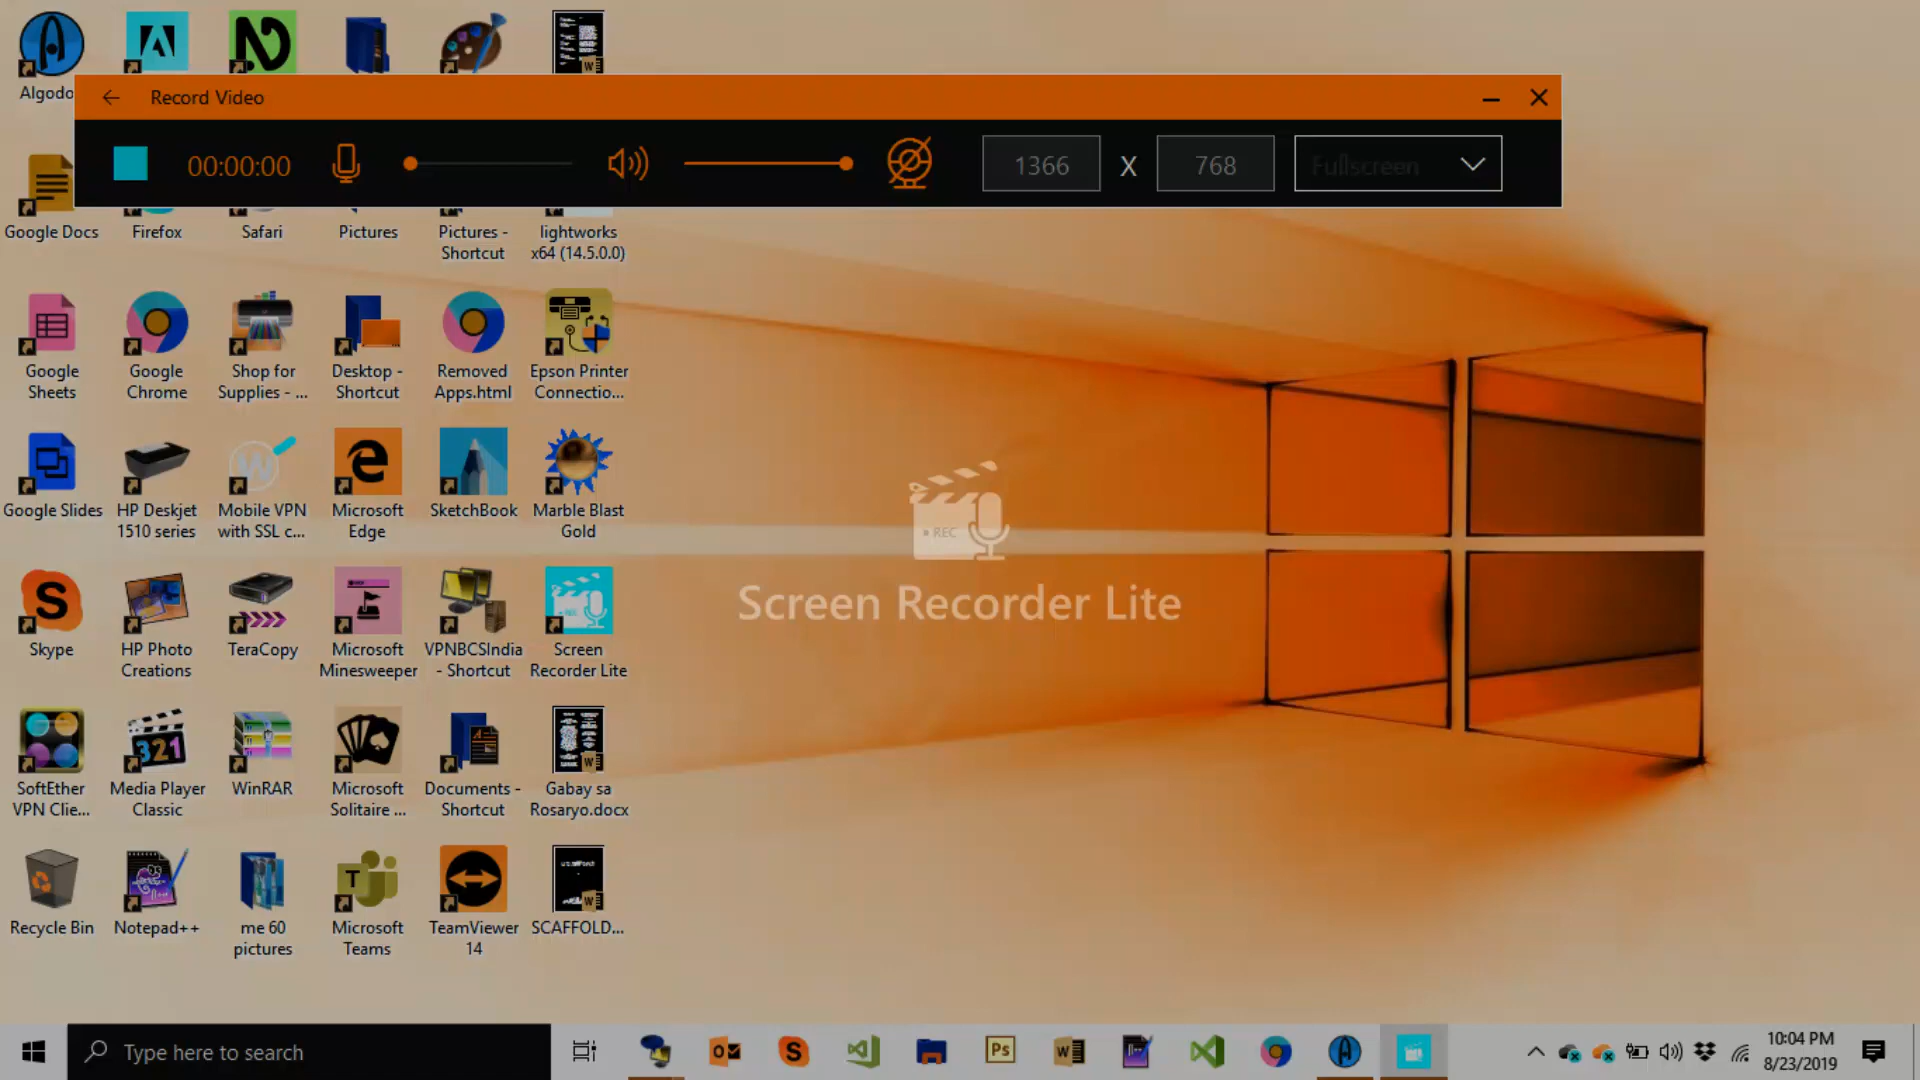 Algodo
Record Video
00:00:00
1366
X
768
Fullscreen
Google Docs
Firefox
Safari
Pictures
Pictures -
Shortcut
lightworks
x64 (14.5.0.0)
Google
Sheets
Google
Chrome
Shop for
Supplies - ...
Desktop -
Shortcut
Removed
Apps.html
Epson Printer
Connectio...
Google Slides
HP Deskjet
1510 series
Mobile VPN
with SSL c...
Microsoft
Edge
SketchBook
Marble Blast
Gold
REC
Screen Recorder Lite
Skype
HP Photo
Creations
TeraCopy
Microsoft
Minesweeper
VPNBCSIndia
- Shortcut
Screen
Recorder Lite
SoftEther
VPN Clie...
321
Media Player
Classic
WinRAR
Microsoft
Solitaire ...
Documents -
Shortcut
Gabay sa
Rosaryo.docx
Recycle Bin
Notepad++
me 60
pictures
Microsoft
Teams
TeamViewer
14
SCAFFOLD...
Type here to search
Ps
10:04 PM
8/23/2019